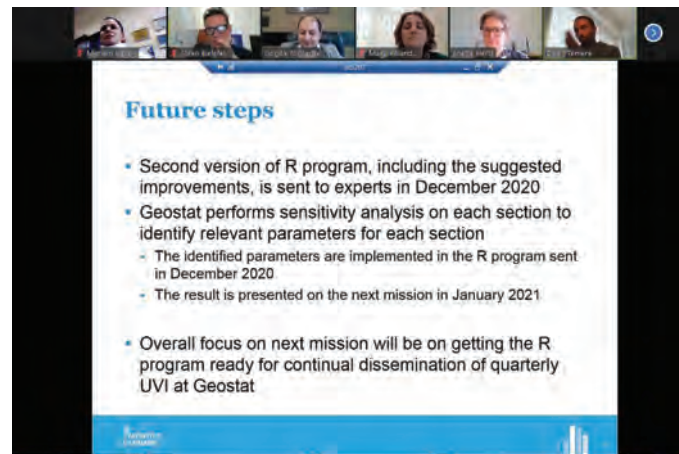 Future steps
• Second version of R program, including the suggested
improvements, is sent to experts in December 2020
• Geostat performs sensitivity analysis on each section to
identify relevant parameters for each section
- The identified parameters are implemented in the R program sent
in December 2020
- The result is presented on the next mission in January 2021
• Overall focus on next mission will be on getting the R
program ready for continual dissemination of quarterly
UVI at Geostat